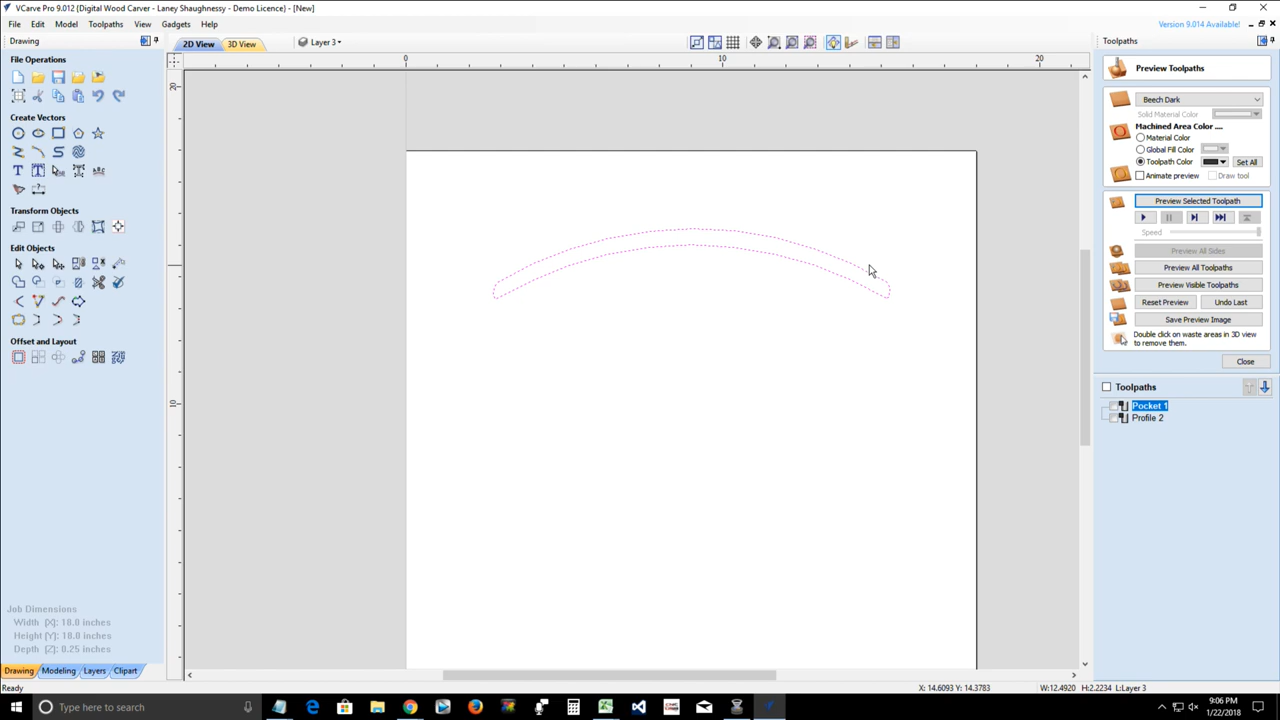 VCarve Pro 9.012 {Digital Wood Carver - Laney Shaughnessy - Demo Licence} - [New]
File Edit Model Toolpaths View Gadgets Help
Version 9.014 Available!
Drawing
2D View 3D View Layer 3
Toolpaths
File Operations
Create Vectors
Transform Objects
Edit Objects
Offset and Layout
Job Dimensions
Width (X): 18.0 inches
Height (Y): 18.0 inches
Depth (Z): 0.25 inches
Drawing Modeling Layers Clipart
0 10 20
20
10
Preview Toolpaths
Beech Dark
Solid Material Color
Machined Area Color ....
Material Color
Global Fill Color
Toolpath Color Set All
Animate preview Draw tool
Preview Selected Toolpath
Speed
Preview All Sides
Preview All Toolpaths
Preview Visible Toolpaths
Reset Preview Undo Last
Save Preview Image
Double click on waste areas in 3D view
to remove them.
Close
Toolpaths
Pocket 1
Profile 2
Ready
X: 14.6093 Y: 14.3783 W:12.4920 H:2.2234 L:Layer 3
Type here to search
9:06 PM
1/22/2018